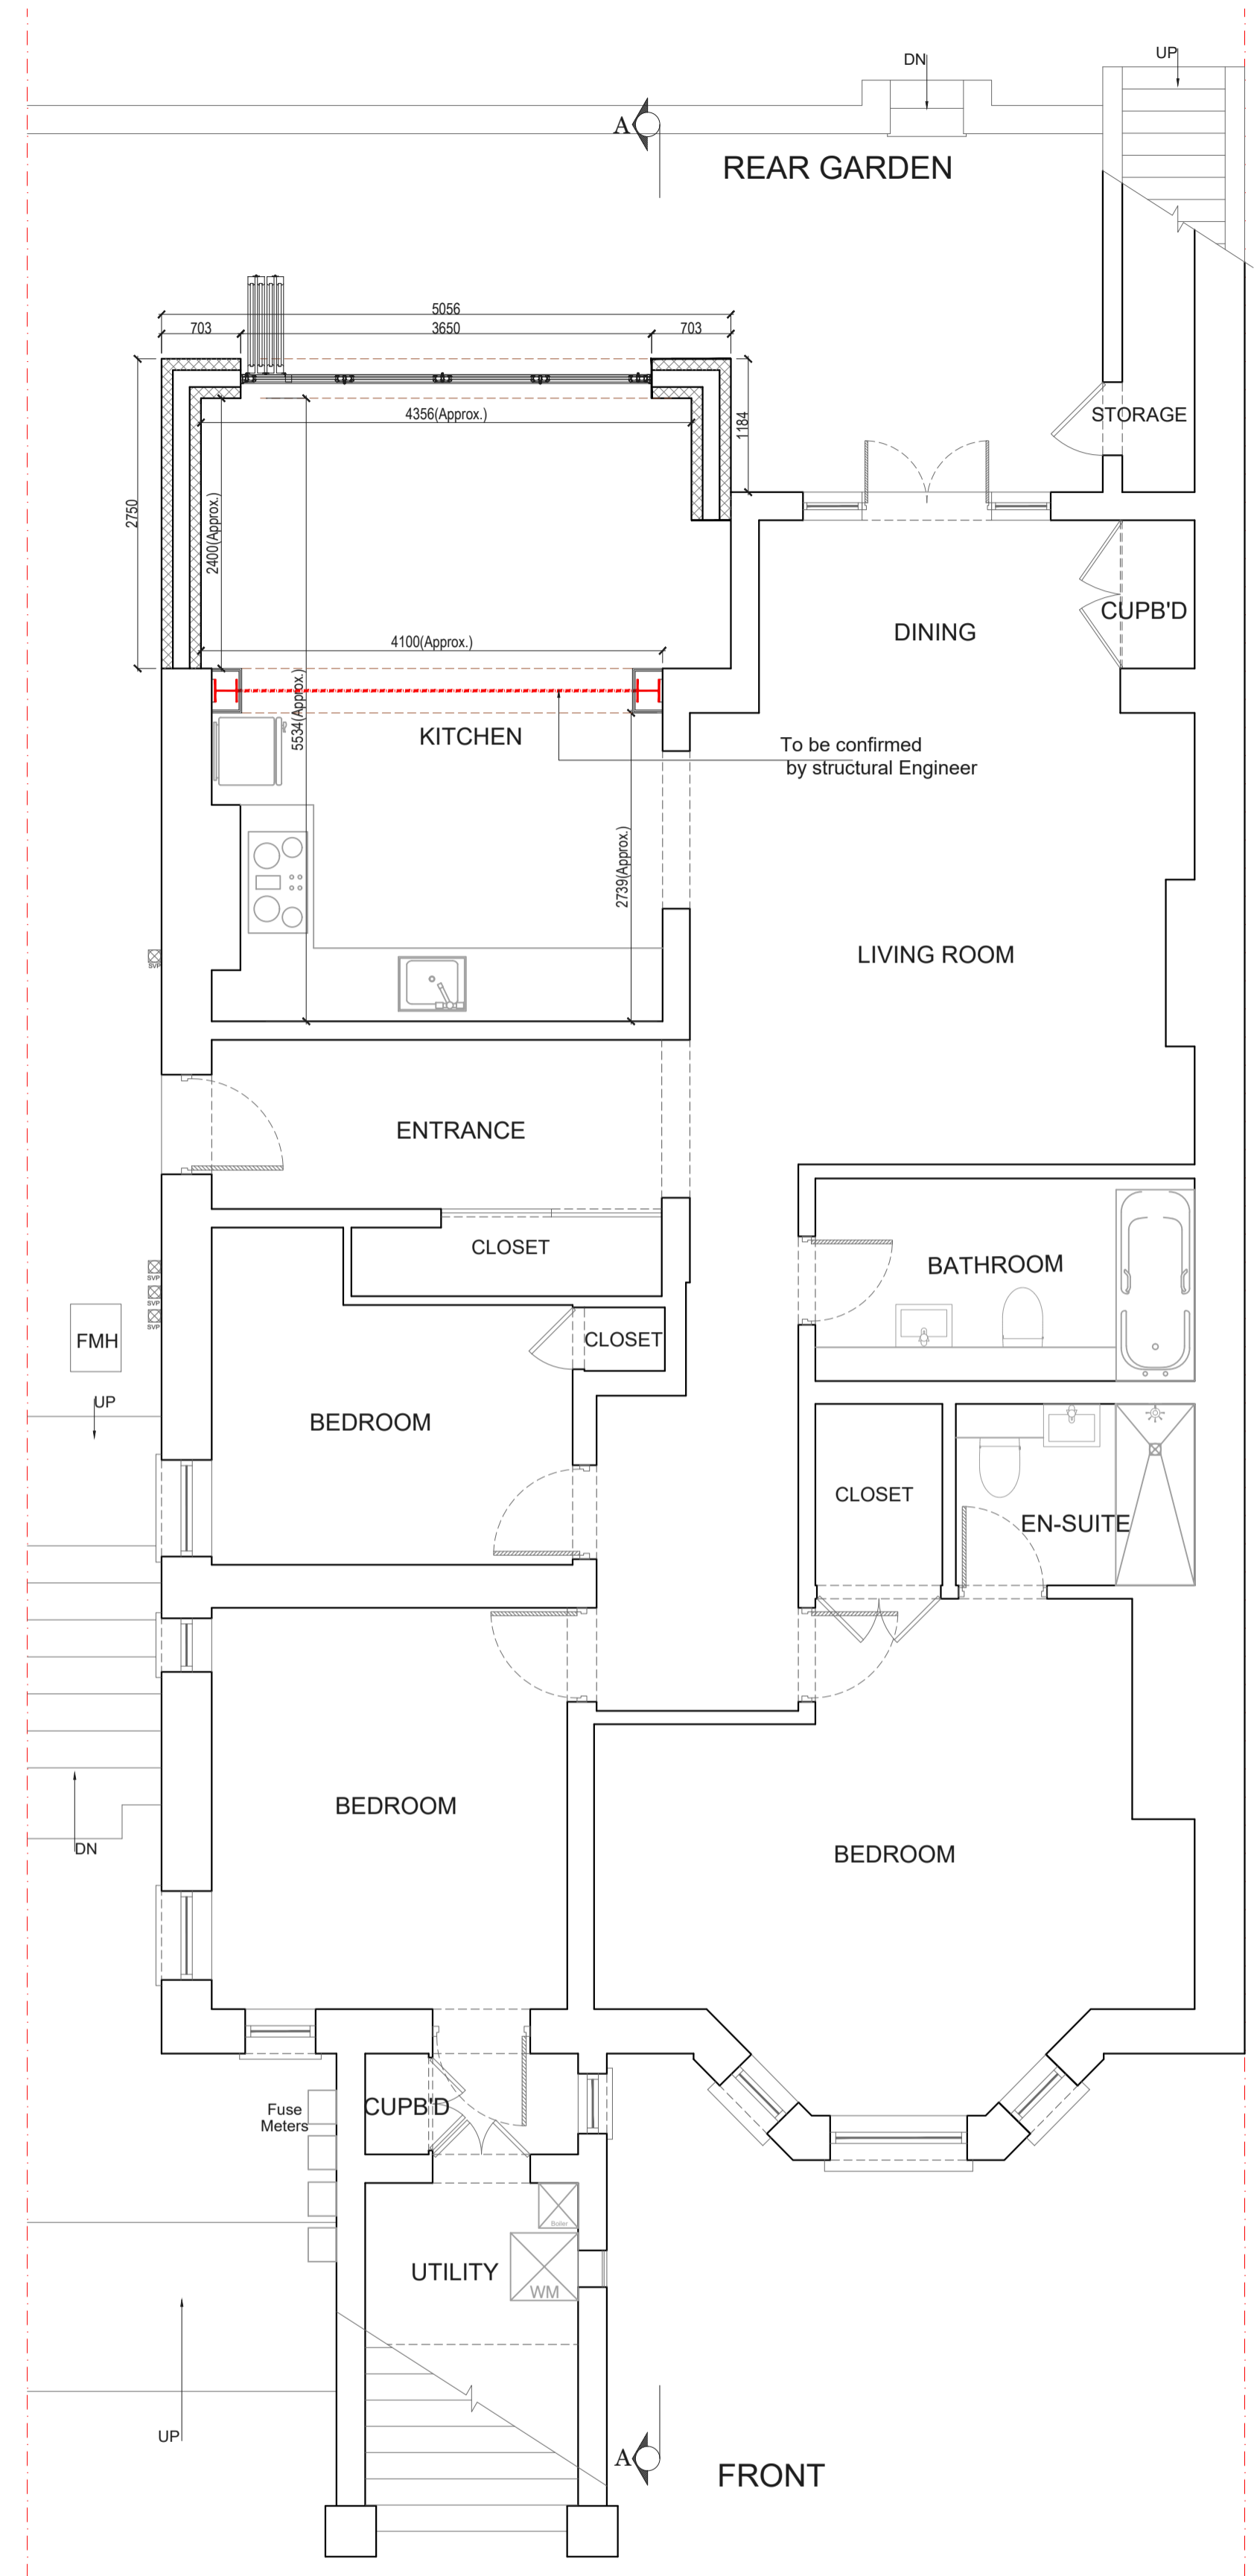 DN
UP
A
REAR GARDEN
5056
703
3650
703
4356(Approx.)
1184
STORAGE
2750
2400(Approx.)
CUPB'D
DINING
4100(Approx.)
5534(Approx.)
KITCHEN
To be confirmed
by structural Engineer
2739(Approx.)
LIVING ROOM
SVP
ENTRANCE
CLOSET
BATHROOM
SVP
SVP
SVP
FMH
CLOSET
UP
BEDROOM
CLOSET
EN-SUITE
BEDROOM
DN
BEDROOM
Fuse
Meters
CUPB'D
Boiler
UTILITY
WM
UP
A
FRONT